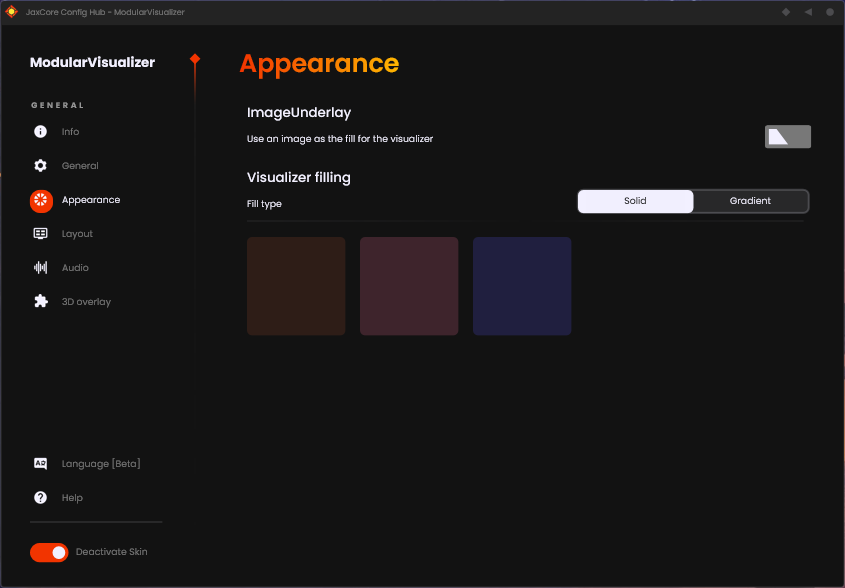 JaxCore Config Hub - ModularVisualizer
ModularVisualizer
GENERAL
Info
General
Appearance
Layout
Audio
3D overlay
Language [Beta]
Help
Deactivate Skin
Appearance
ImageUnderlay
Use an image as the fill for the visualizer
Visualizer filling
Fill type
Solid
Gradient